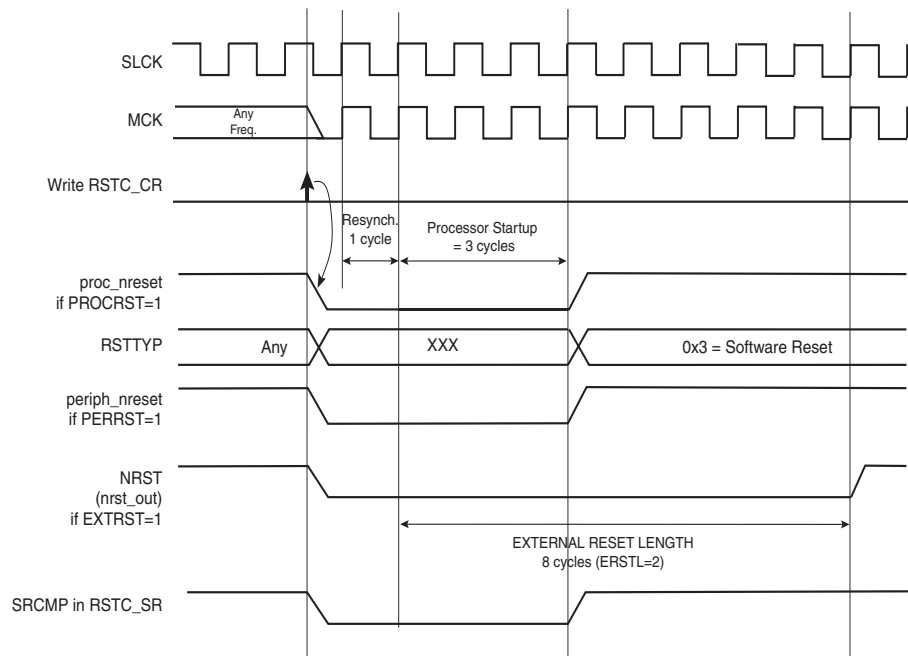 SLCK
MCK
Any
Freq.
Write RSTC_CR
Resynch.
1 cycle
Processor Startup
= 3 cycles
proc_nreset
if PROCRST=1
RSTTYP
Any
XXX
0x3 = Software Reset
periph_nreset
if PERRST=1
NRST
(nrst_out)
if EXTRST=1
EXTERNAL RESET LENGTH
8 cycles (ERSTL=2)
SRCMP in RSTC_SR